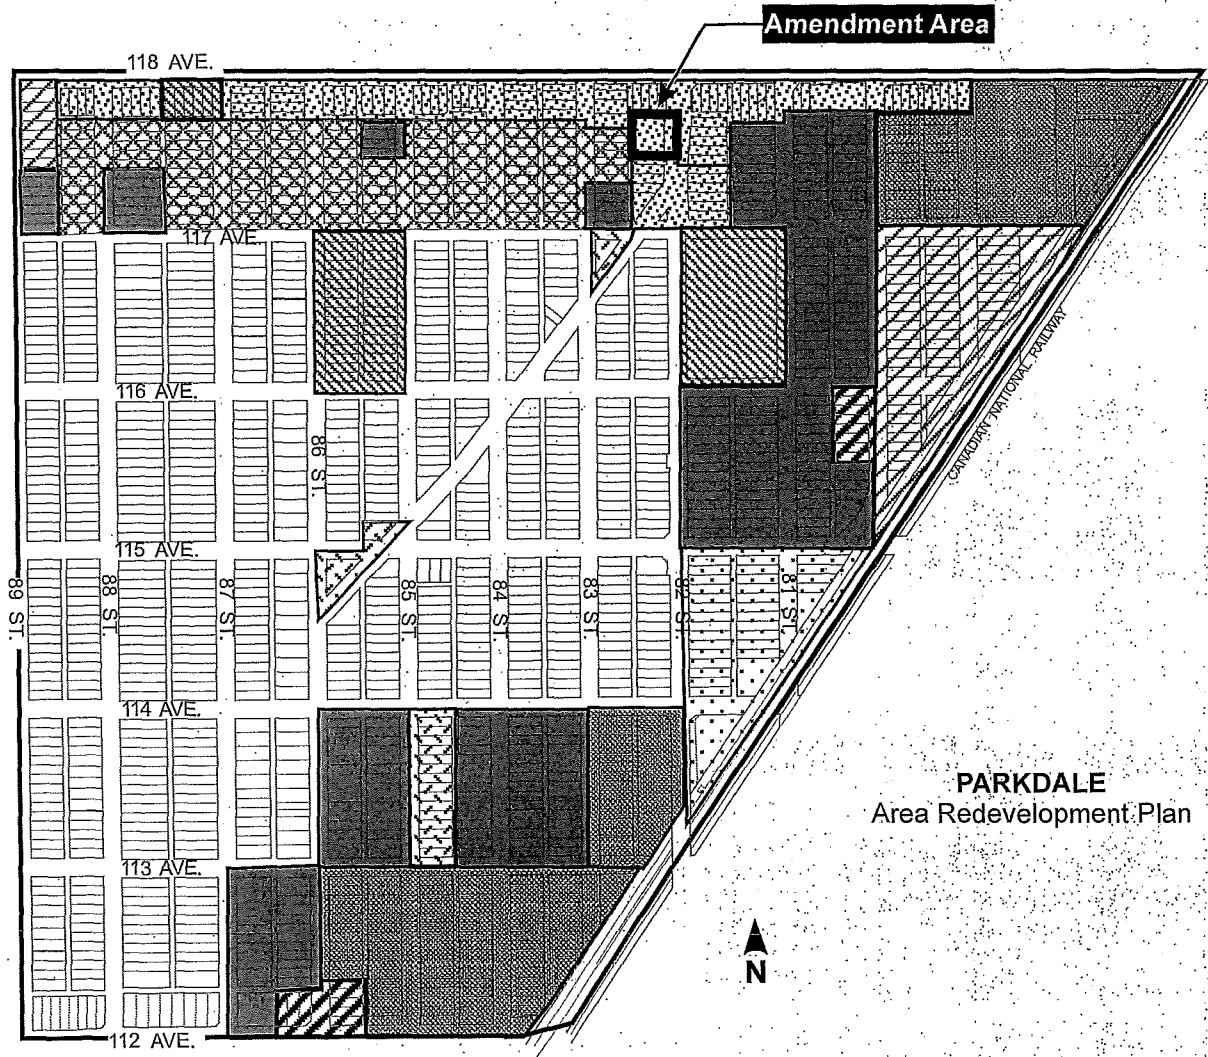 Amendment Area
118 AVE.
117 AVE
116 AVE.
86 ST.
CANADIAN NATIONAL RAILWAY
115 AVE.
89 ST.
88 ST.
87 ST.
85 ST.
84 ST.
83 ST.
82 ST.
81 ST.
114 AVE.
PARKDALE
Area Redevelopment Plan
113 AVE.
N
112 AVE.